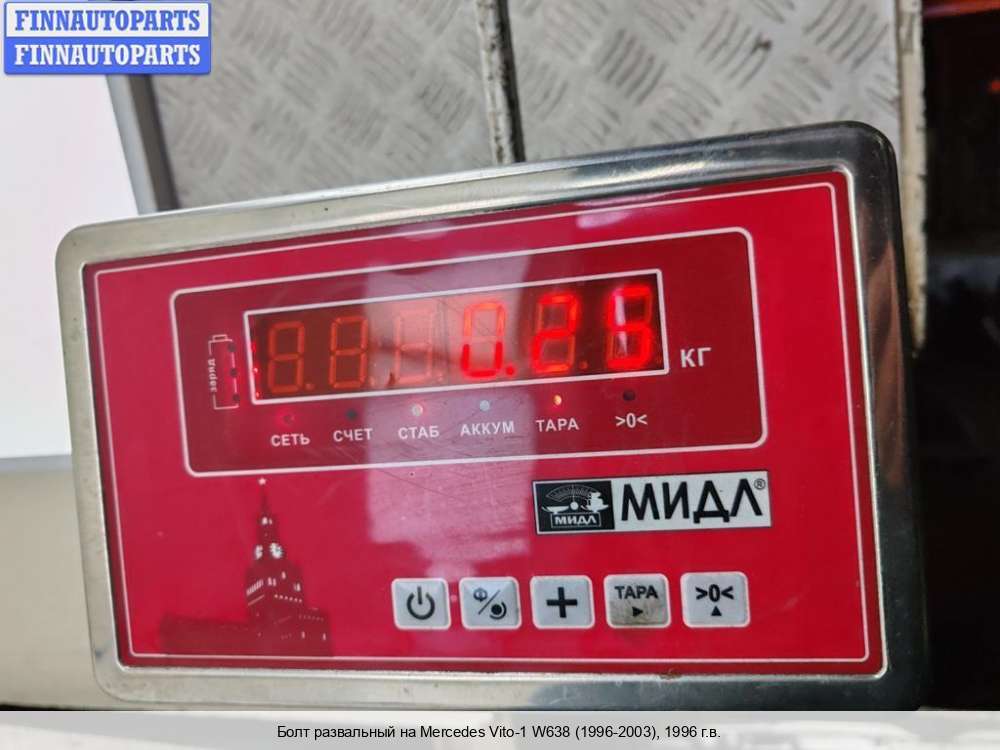 FINNAUTOPARTS
FINNAUTOPARTS
заряд
0.25
КГ
СЕТЬ СЧЕТ СТАБ АККУМ ТАРА >0<
МИДЛ МИДЛ®
ТАРА >0<
Болт развальный на Mercedes Vito-1 W638 (1996-2003), 1996 г.в.